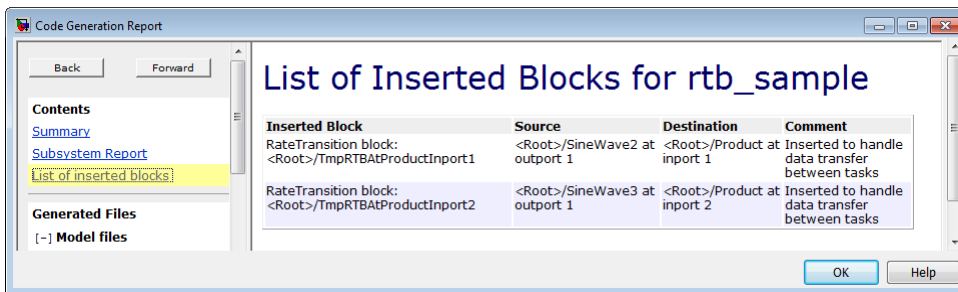 Code Generation Report
Back Forward
Contents
Summary
Subsystem Report
List of inserted blocks
Generated Files
[-] Model files
List of Inserted Blocks for rtb_sample
Inserted Block Source Destination Comment
RateTransition block: <Root>/SineWave2 at <Root>/Product at Inserted to handle
<Root>/TmpRTBAtProductInport1 outport 1 inport 1 data transfer
between tasks
RateTransition block: <Root>/SineWave3 at <Root>/Product at Inserted to handle
<Root>/TmpRTBAtProductInport2 outport 1 inport 2 data transfer
between tasks
OK Help